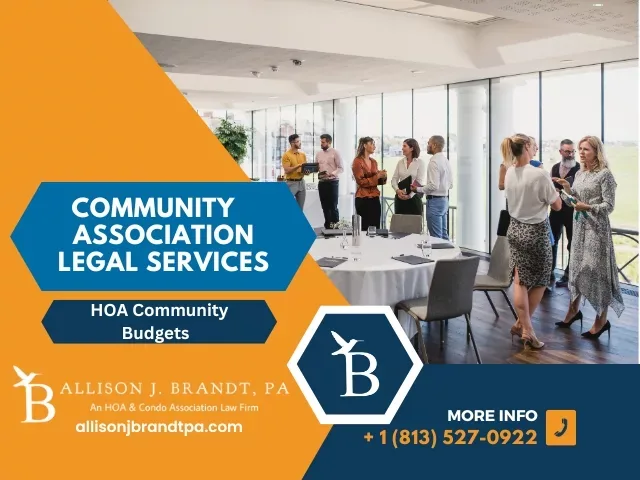 COMMUNITY
ASSOCIATION
LEGAL SERVICES
HOA Community
Budgets
B ALLISON J. BRANDT, PA
An HOA & Condo Association Law Firm
allisonjbrandtpa.com
B
MORE INFO
+ 1 (813) 527-0922